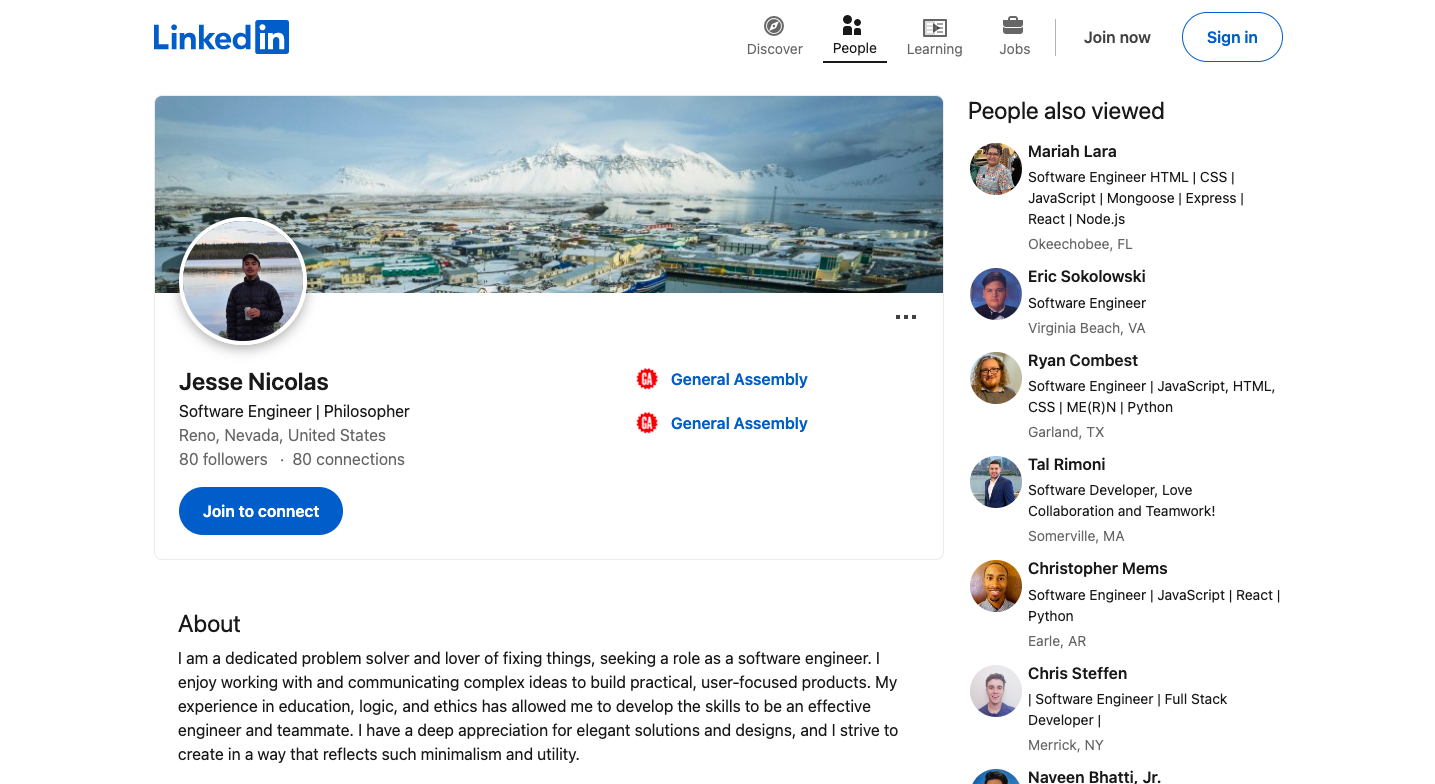 Linked in
Discover
People
Learning
Jobs
Join now
Sign in
Jesse Nicolas
Software Engineer | Philosopher
Reno, Nevada, United States
80 followers · 80 connections
Join to connect
GA General Assembly
GA General Assembly
About
I am a dedicated problem solver and lover of fixing things, seeking a role as a software engineer. I
enjoy working with and communicating complex ideas to build practical, user-focused products. My
experience in education, logic, and ethics has allowed me to develop the skills to be an effective
engineer and teammate. I have a deep appreciation for elegant solutions and designs, and I strive to
create in a way that reflects such minimalism and utility.
People also viewed
Mariah Lara
Software Engineer HTML | CSS |
JavaScript | Mongoose | Express |
React | Node.js
Okeechobee, FL
Eric Sokolowski
Software Engineer
Virginia Beach, VA
Ryan Combest
Software Engineer | JavaScript, HTML,
CSS | ME(R)N | Python
Garland, TX
Tal Rimoni
Software Developer, Love
Collaboration and Teamwork!
Somerville, MA
Christopher Mems
Software Engineer | JavaScript | React |
Python
Earle, AR
Chris Steffen
| Software Engineer | Full Stack
Developer |
Merrick, NY
Naveen Bhatti, Jr.